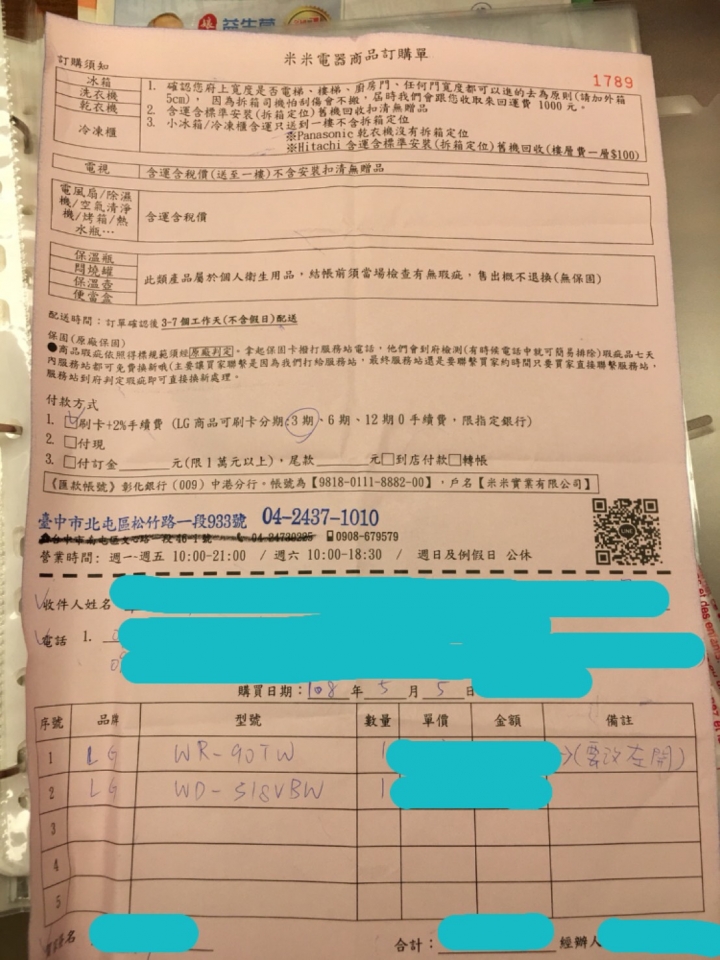 益生菌
米米電器商品訂購單
訂購須知
1789
冰箱
洗衣機
乾衣機
冷凍櫃
1. 確認您府上寬度是否電梯、樓梯、廚房門、任何門寬度都可以進的去為原則(請加外箱
5cm), 因為拆箱司機怕刮傷會不搬,屆時我們會跟您收取來回運費 1000 元。
2. 含運含標準安裝(拆箱定位)舊機回收扣清無贈品
3. 小冰箱/冷凍櫃含運只送到一樓不含拆箱定位
※Panasonic 乾衣機沒有拆箱定位
※Hitachi 含運含標準安裝(拆箱定位)舊機回收(樓層費一層$100)
電視
含運含稅價(送至一樓)不含安裝扣清無贈品
電風扇/除濕
機/空氣清淨
機/烤箱/熱
水瓶…
含運含稅價
保溫瓶
悶燒罐
保溫壺
便當盒
此類產品屬於個人衛生用品,結帳前須當場檢查有無瑕疵,售出概不退換(無保固)
配送時間:訂單確認後 3-7 個工作天(不含假日)配送
保固(原廠保固)
●商品瑕疵依照得標規範須經原廠判定。拿起保固卡撥打服務站電話,他們會到府檢測(有時候電話中就可簡易排除)瑕疵品七天
內服務站都可免費換新哦(主要讓買家聯繫是因為我們打給服務站,最終服務站還是要聯繫買家約時間只要買家直接聯繫服務站,
服務站到府判定瑕疵即可直接換新處理。
付款方式
1. ☑刷卡+2%手續費 (LG 商品可刷卡分期:3 期、6 期、12 期 0 手續費,限指定銀行)
2. □付現
3. □付訂金______元(限 1 萬元以上),尾款______元□到店付款□轉帳
《匯款帳號》彰化銀行 (009) 中港分行。帳號為【9818-0111-8882-00】,戶名【米米實業有限公司】
臺中市北屯區松竹路一段933號 04-2437-1010
0908-679579
營業時間: 週一-週五 10:00-21:00 / 週六 10:00-18:30 / 週日及例假日 公休
收件人姓名
電話 1.
購買日期:108 年 5 月 5 日
序號 品牌 型號 數量 單價 金額 備註
1 LG WR-90TW 1 →(要改左開)
2 LG WD-S18VBW 1
3
4
5
合計: 經辦人